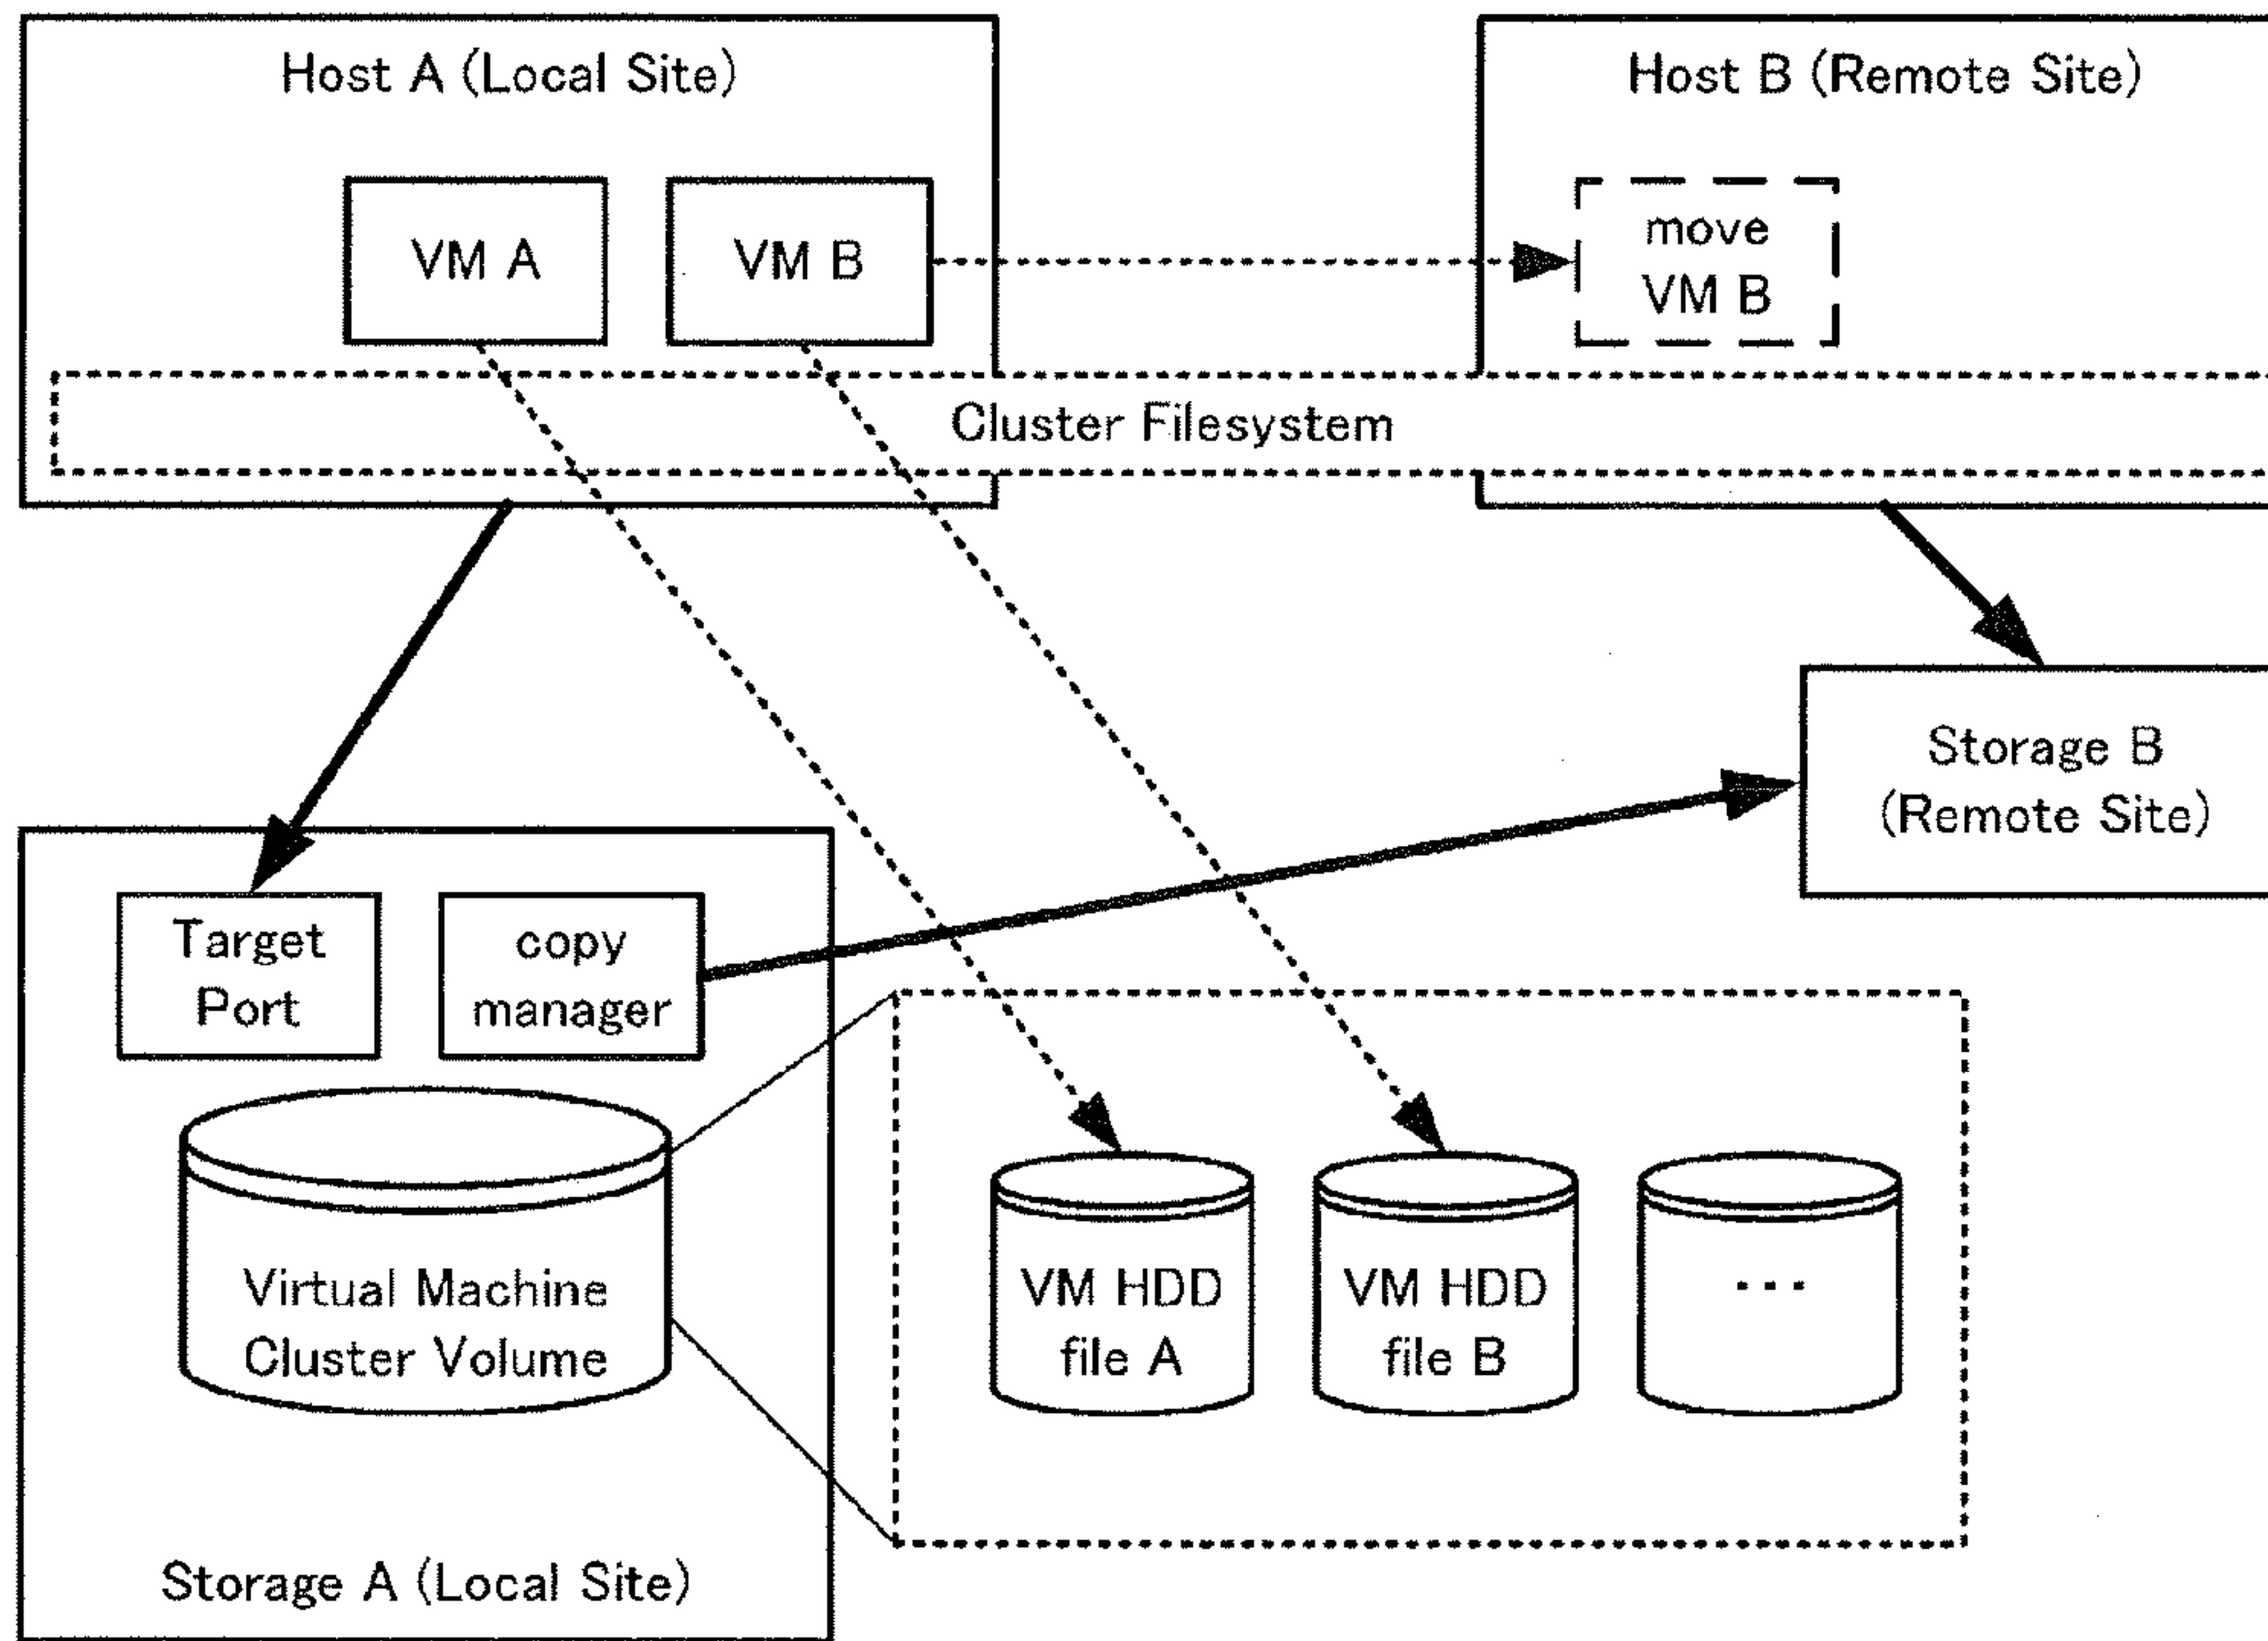 Host A (Local Site)
Host B (Remote Site)
VM A
VM B
move
VM B
Cluster Filesystem
Storage B
(Remote Site)
Target
Port
copy
manager
Virtual Machine
Cluster Volume
VM HDD
file A
VM HDD
file B
...
Storage A (Local Site)